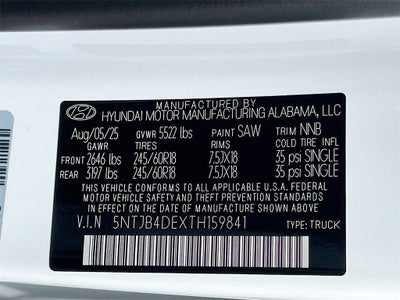 MANUFACTURED BY
HYUNDAI MOTOR MANUFACTURING ALABAMA, LLC
Aug/05/25 GVWR 5522 lbs PAINT SAW TRIM NNB
GAWR TIRES RIMS COLD TIRE INFL
FRONT 2646 lbs 245/60R18 7.5JX18 35 psi SINGLE
REAR 3197 lbs 245/60R18 7.5JX18 35 psi SINGLE
THIS VEHICLE CONFORMS TO ALL APPLICABLE U.S.A. FEDERAL
MOTOR VEHICLE SAFETY AND THEFT PREVENTION STANDARDS
IN EFFECT ON THE DATE OF MANUFACTURE SHOWN ABOVE.
V.I.N 5NTJB4DEXTH159841 TYPE: TRUCK